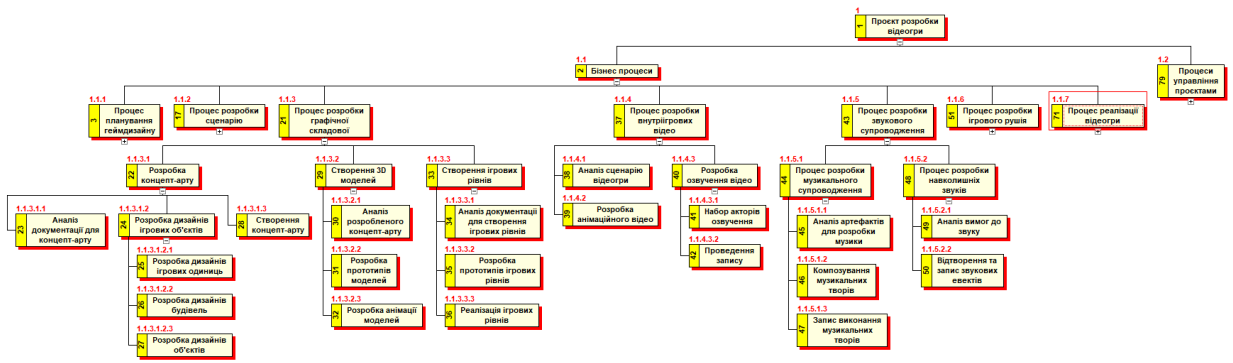 1
1
Проєкт розробки
відеогри
1.1
2
Бізнес процеси
1.2
79
Процеси
управління
проєктами
1.1.1
3
Процес
планування
геймдизайну
1.1.2
17
Процес розробки
сценарію
1.1.3
21
Процес розробки
графічної
складової
1.1.4
37
Процес розробки
внутріігрових
відео
1.1.5
43
Процес розробки
звукового
супроводження
1.1.6
51
Процес розробки
ігрового рушія
1.1.7
71
Процес реалізації
відеогри
1.1.3.1
22
Розробка
концепт-арту
1.1.3.2
29
Створення 3D
моделей
1.1.3.3
33
Створення ігрових
рівнів
1.1.4.1
38
Аналіз сценарію
відеогри
1.1.4.3
40
Розробка
озвучення відео
1.1.5.1
44
Процес розробки
музикального
супроводження
1.1.5.2
48
Процес розробки
навколишніх
звуків
1.1.3.1.1
23
Аналіз
документації для
концепт-арту
1.1.3.1.2
24
Розробка дизайнів
ігрових об'єктів
1.1.3.1.3
28
Створення
концепт-арту
1.1.3.2.1
30
Аналіз
розробленого
концепт-арту
1.1.3.3.1
34
Аналіз документації
для створення
ігрових рівнів
1.1.4.2
39
Розробка
анімаційного відео
1.1.4.3.1
41
Набор акторів
озвучення
1.1.5.1.1
45
Аналіз артефактів
для розробки
музики
1.1.5.2.1
49
Аналіз вимог до
звуку
1.1.3.1.2.1
25
Розробка дизайнів
ігрових одиниць
1.1.3.2.2
31
Розробка
прототипів
моделей
1.1.3.3.2
35
Розробка
прототипів ігрових
рівнів
1.1.4.3.2
42
Проведення
запису
1.1.5.1.2
46
Композування
музикальних
творів
1.1.5.2.2
50
Відтворення та
запис звукових
евектів
1.1.3.1.2.2
26
Розробка дизайнів
будівель
1.1.3.2.3
32
Розробка анімації
моделей
1.1.3.3.3
36
Реалізація ігрових
рівнів
1.1.5.1.3
47
Запис виконання
музикальних
творів
1.1.3.1.2.3
27
Розробка дизайнів
об'єктів